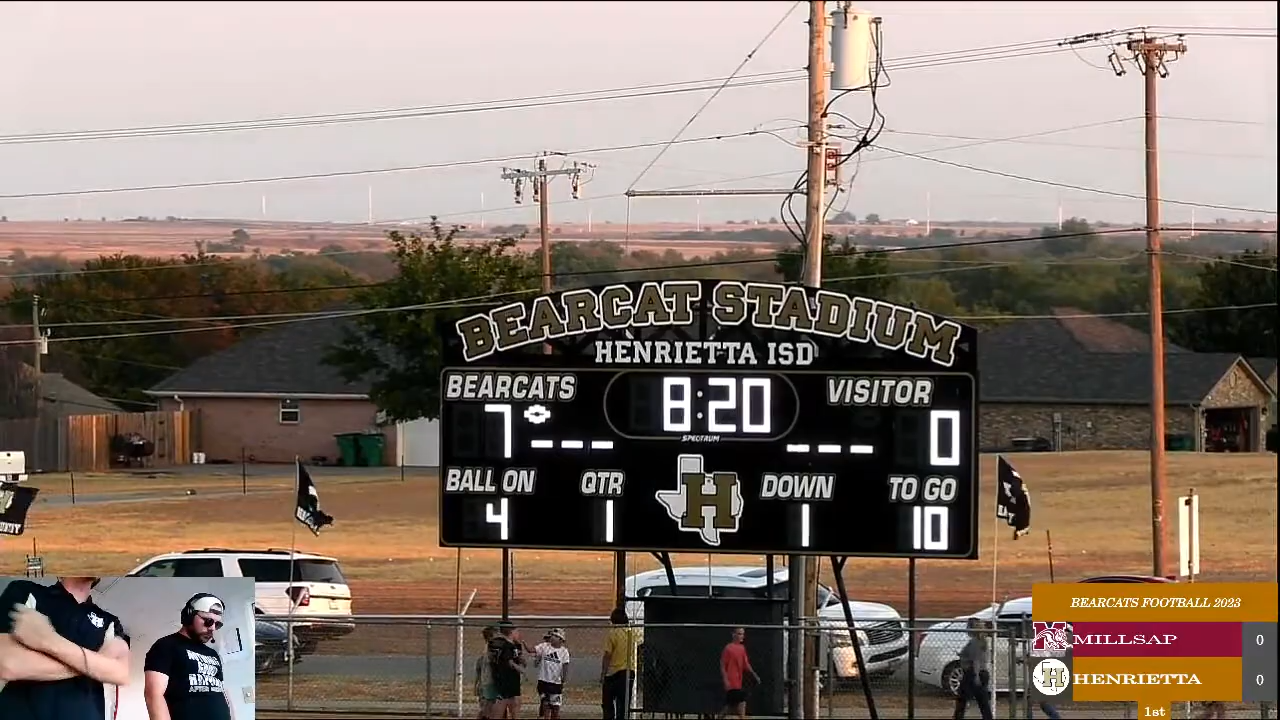 BEARCAT STADIUM
HENRIETTA ISD
BEARCATS 8:20 VISITOR
7 0
SPECTRUM
BALL ON QTR DOWN TO GO
4 1 H 1 10
BEARCATS FOOTBALL 2023
MILLSAP 0
H HENRIETTA 0
1st